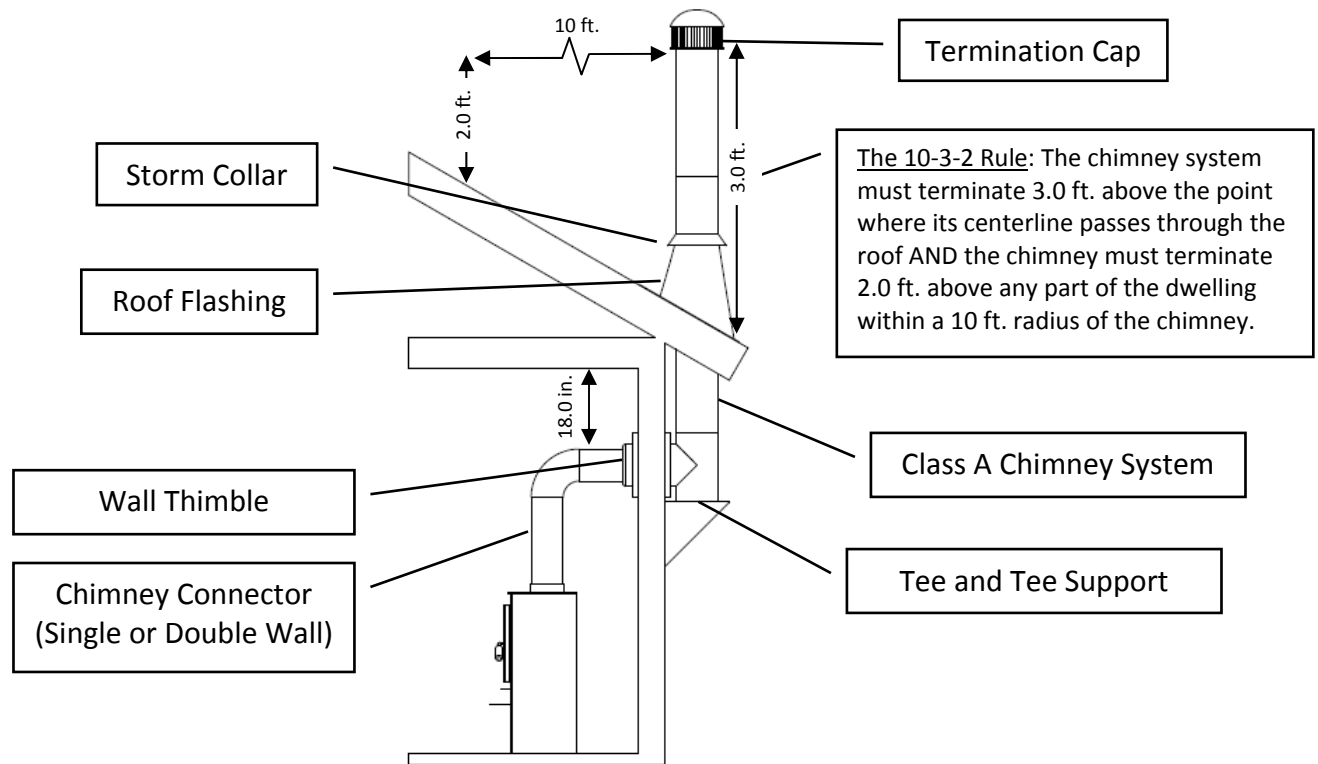 10 ft.
Termination Cap
2.0 ft.
3.0 ft.
Storm Collar
The 10-3-2 Rule: The chimney system
must terminate 3.0 ft. above the point
where its centerline passes through the
roof AND the chimney must terminate
2.0 ft. above any part of the dwelling
within a 10 ft. radius of the chimney.
Roof Flashing
18.0 in.
Class A Chimney System
Wall Thimble
Tee and Tee Support
Chimney Connector
(Single or Double Wall)